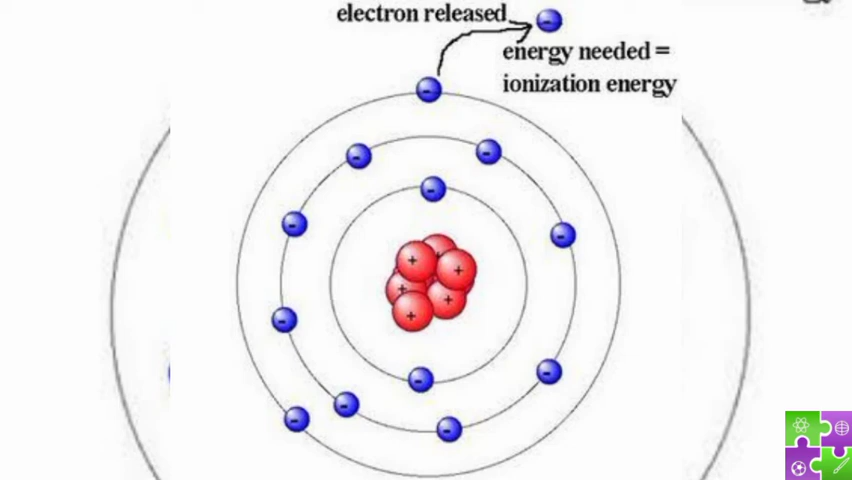 electron released
energy needed =
ionization energy